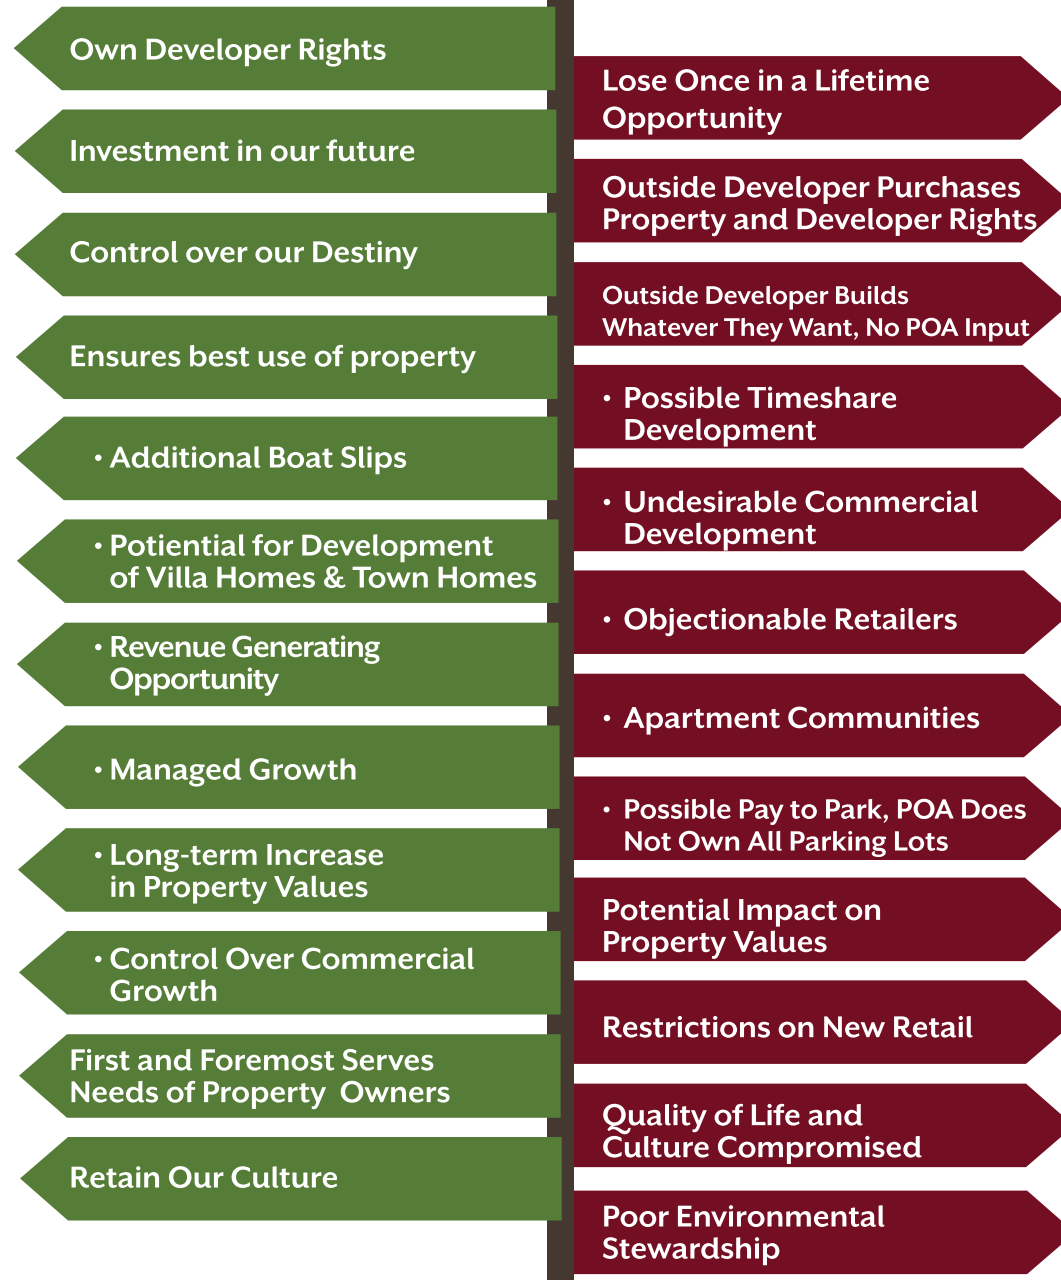 Own Developer Rights
Investment in our future
Control over our Destiny
Ensures best use of property
• Additional Boat Slips
• Potiential for Development
of Villa Homes & Town Homes
• Revenue Generating
Opportunity
• Managed Growth
• Long-term Increase
in Property Values
• Control Over Commercial
Growth
First and Foremost Serves
Needs of Property  Owners
Retain Our Culture
Lose Once in a Lifetime
Opportunity
Outside Developer Purchases
Property and Developer Rights
Outside Developer Builds
Whatever They Want, No POA Input
• Possible Timeshare
Development
• Undesirable Commercial
Development
• Objectionable Retailers
• Apartment Communities
• Possible Pay to Park, POA Does
Not Own All Parking Lots
Potential Impact on
Property Values
Restrictions on New Retail
Quality of Life and
Culture Compromised
Poor Environmental
Stewardship